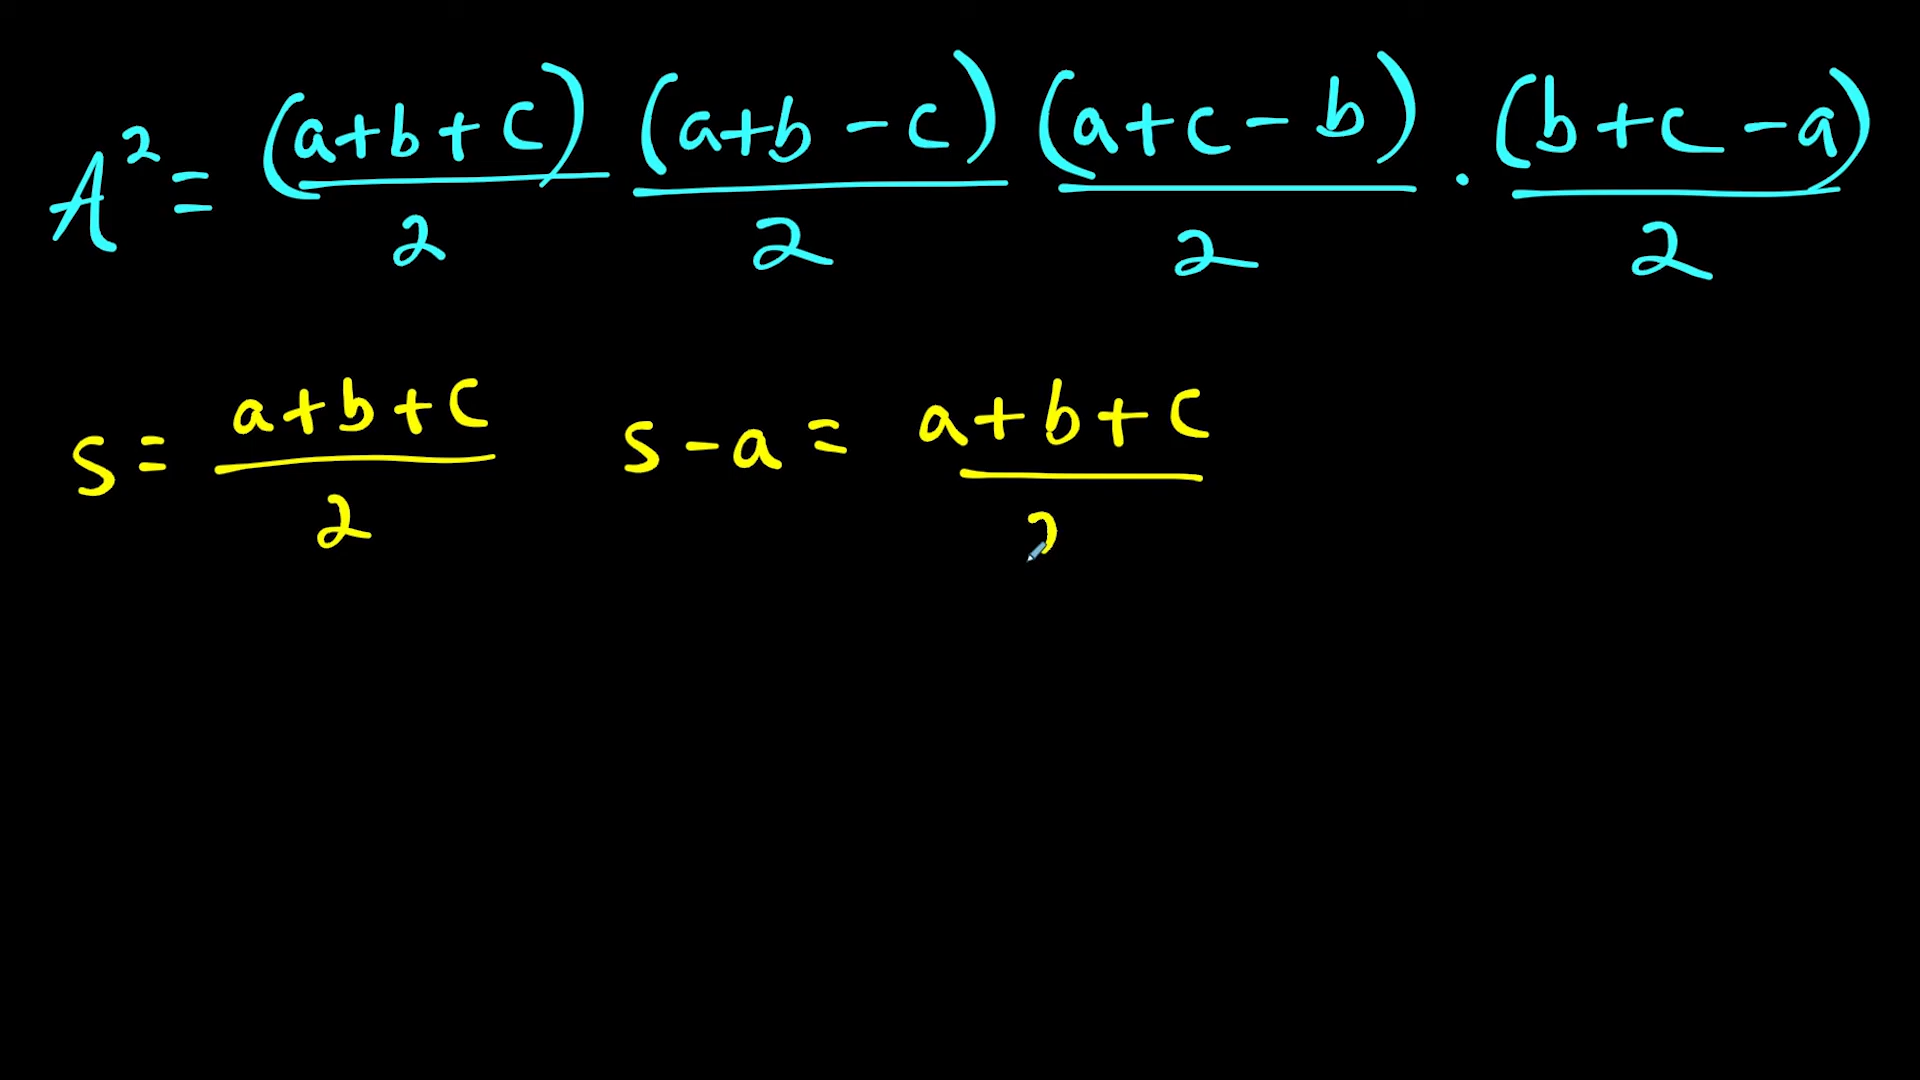 A² = (a+b+c)/2 (a+b-c)/2 (a+c-b)/2 · (b+c-a)/2
s = a+b+c/2 s-a = a+b+c/2